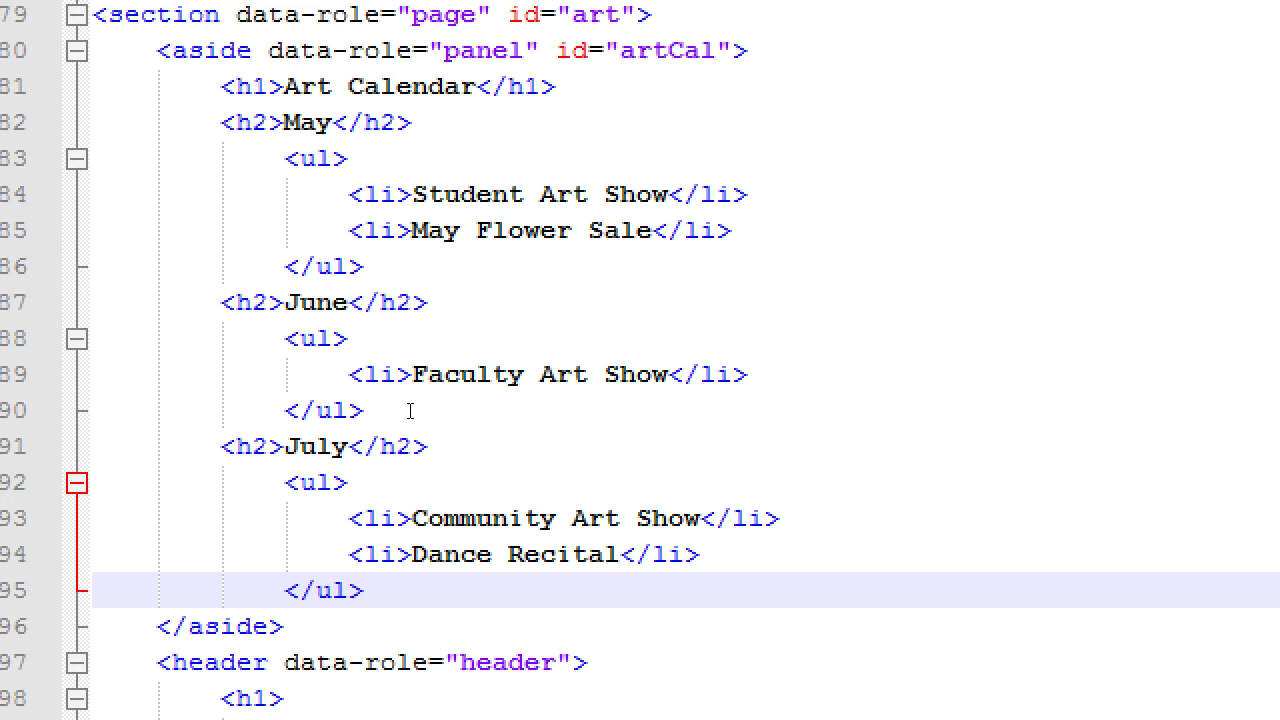 79 <section data-role="page" id="art">
80 <aside data-role="panel" id="artCal">
81 <h1>Art Calendar</h1>
82 <h2>May</h2>
83 <ul>
84 <li>Student Art Show</li>
85 <li>May Flower Sale</li>
86 </ul>
87 <h2>June</h2>
88 <ul>
89 <li>Faculty Art Show</li>
90 </ul>
91 <h2>July</h2>
92 <ul>
93 <li>Community Art Show</li>
94 <li>Dance Recital</li>
95 </ul>
96 </aside>
97 <header data-role="header">
98 <h1>